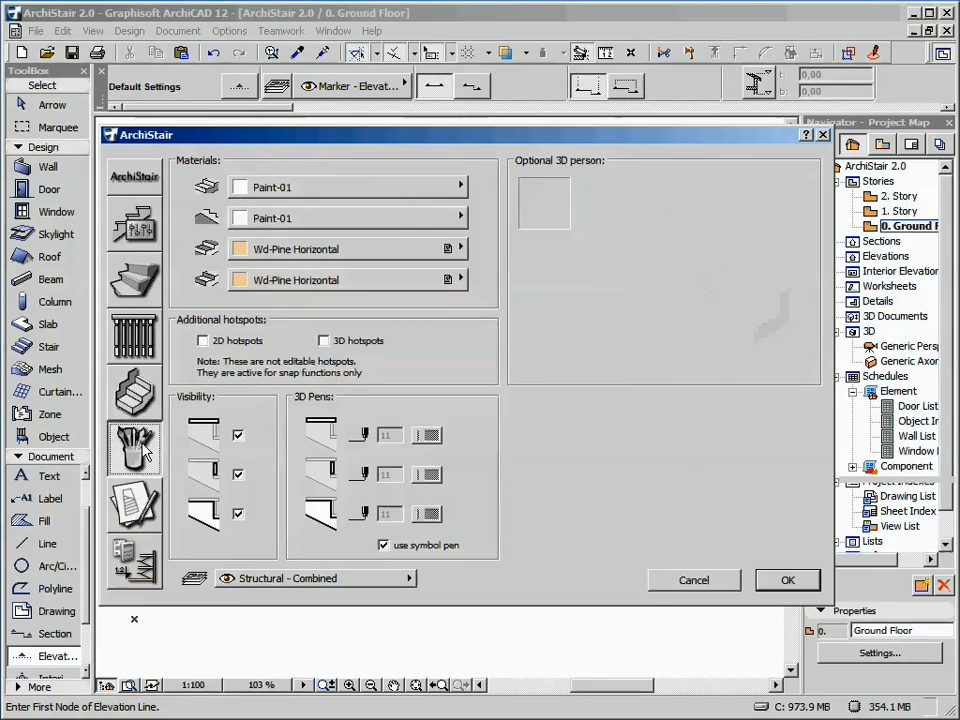 ArchiStair 2.0 - Graphisoft ArchiCAD 12 - [ArchiStair 2.0 / 0. Ground Floor]
File Edit View Design Document Options Teamwork Window Help
ToolBox
Select
Arrow
Marquee
Design
Wall
Door
Window
Skylight
Roof
Beam
Column
Slab
Stair
Mesh
Curtain...
Zone
Object
Document
Text
Label
Fill
Line
Arc/Ci...
Polyline
Drawing
Section
Elevat...
More
Default Settings
Marker - Elevat...
t: 0,00
b: 0,00
ArchiStair
ArchiStair
Materials:
Paint-01
Paint-01
Wd-Pine Horizontal
Wd-Pine Horizontal
Additional hotspots:
2D hotspots 3D hotspots
Note: These are not editable hotspots.
They are active for snap functions only
Visibility:
3D Pens:
11
11
11
use symbol pen
Structural - Combined
Optional 3D person:
Cancel OK
Navigator - Project Map
ArchiStair 2.0
Stories
2. Story
1. Story
0. Ground F
Sections
Elevations
Interior Elevatio
Worksheets
Details
3D Documents
3D
Generic Persp
Generic Axon
Schedules
Element
Door List
Object In
Wall List
Window L
Component
Project Indexes
Drawing List
Sheet Index
View List
Lists
Properties
0. Ground Floor
Settings...
1:100 103 %
Enter First Node of Elevation Line.
C: 973.9 MB 354.1 MB